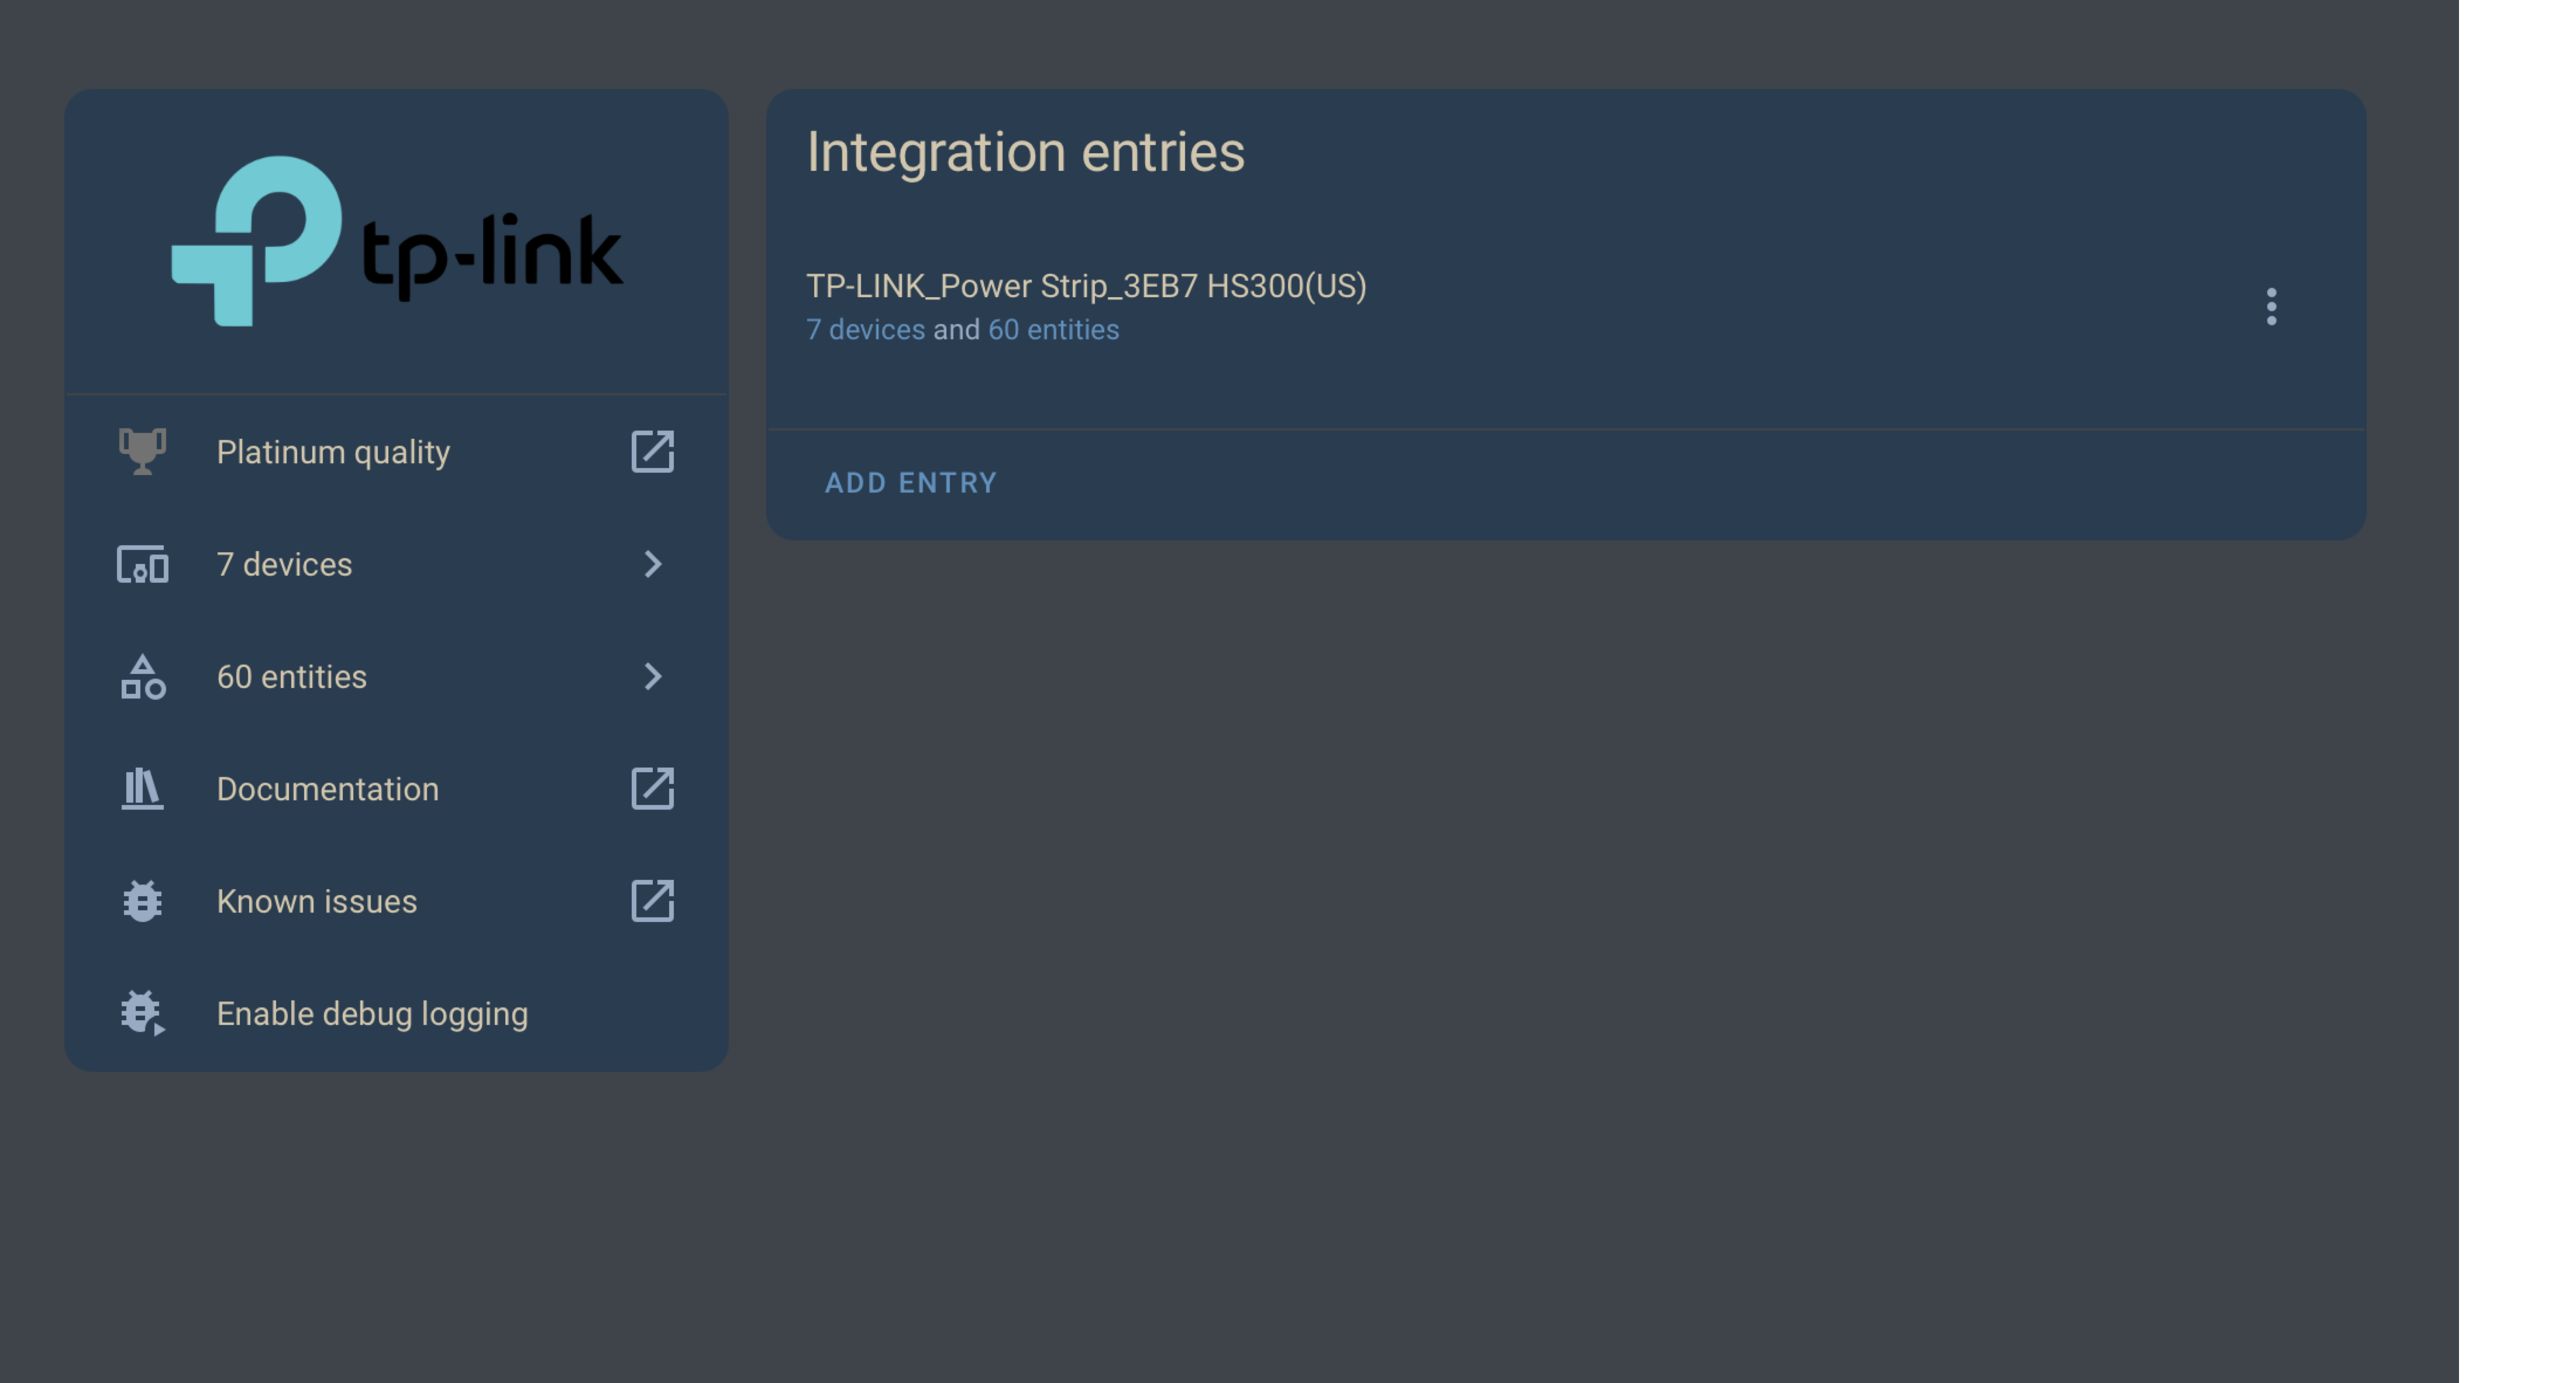 tp-link
Platinum quality
7 devices
60 entities
Documentation
Known issues
Enable debug logging
Integration entries
TP-LINK_Power Strip_3EB7 HS300(US)
7 devices and 60 entities
ADD ENTRY